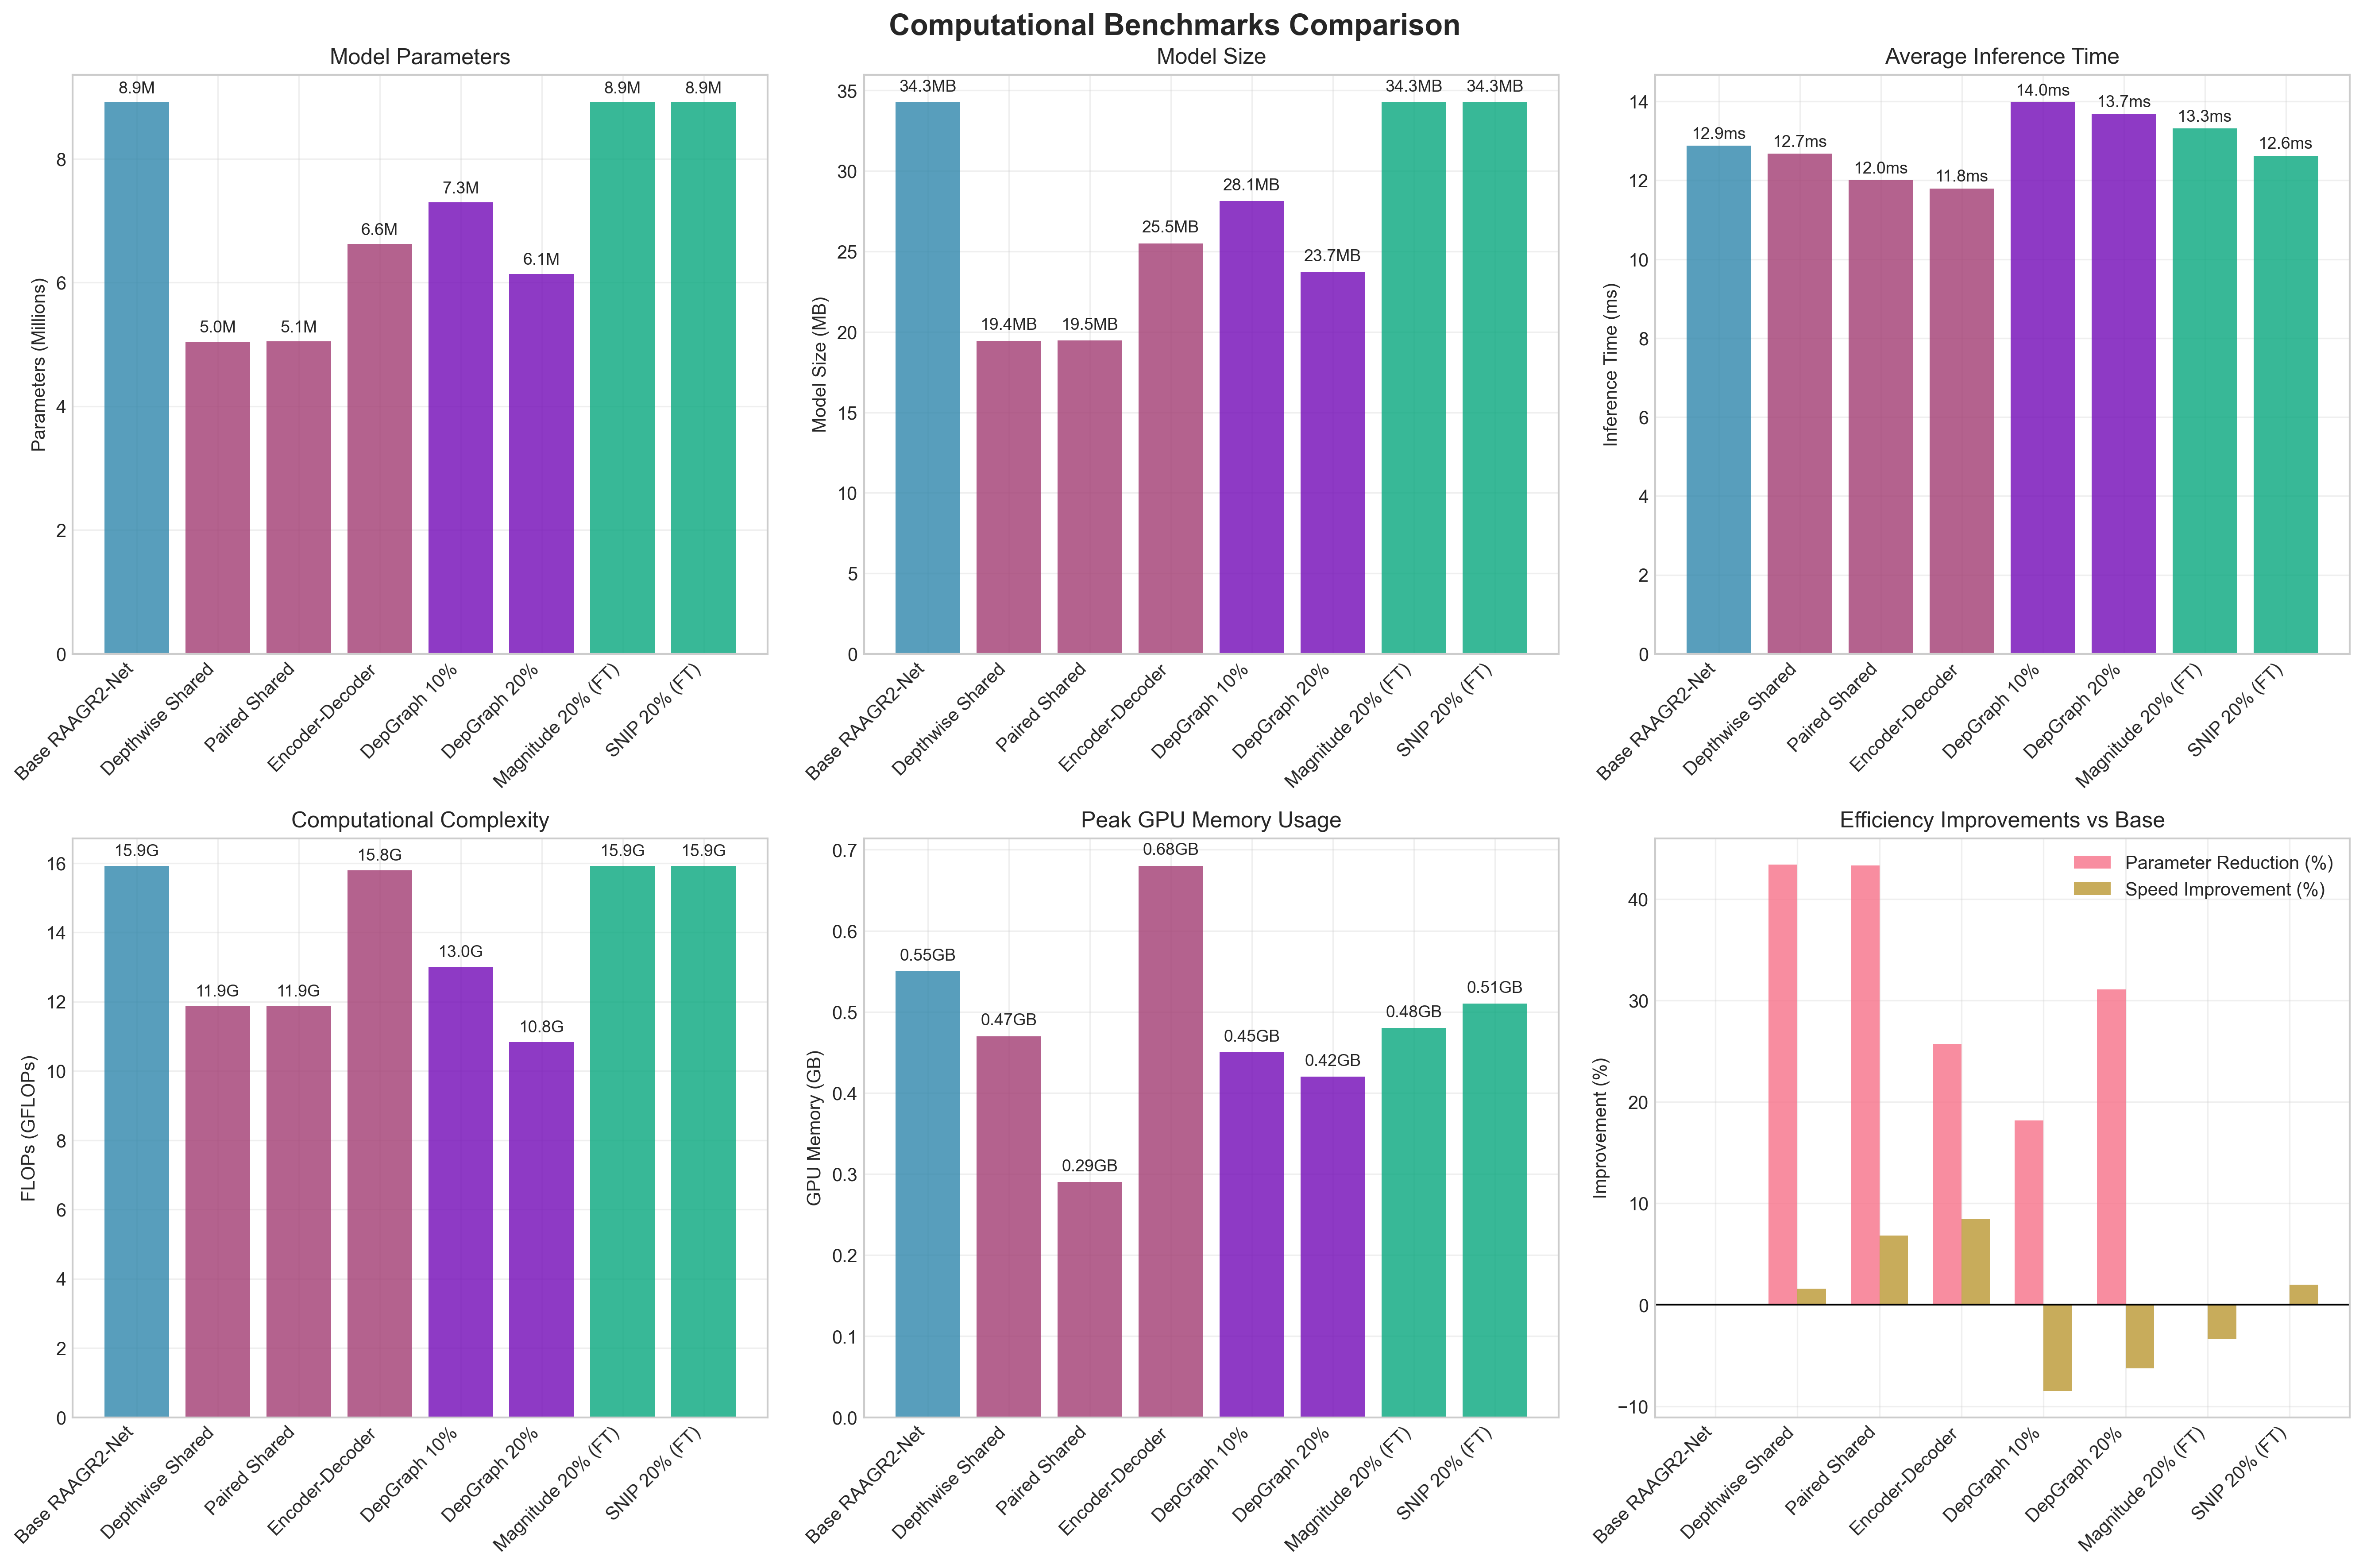 Computational Benchmarks Comparison
Model Parameters
Parameters (Millions)
8
6
4
2
0
8.9M
5.0M
5.1M
6.6M
7.3M
6.1M
8.9M
8.9M
Base RAAGR2-Net
Depthwise Shared
Paired Shared
Encoder-Decoder
DepGraph 10%
DepGraph 20%
Magnitude 20% (FT)
SNIP 20% (FT)
Model Size
Model Size (MB)
35
30
25
20
15
10
5
0
34.3MB
19.4MB
19.5MB
25.5MB
28.1MB
23.7MB
34.3MB
34.3MB
Base RAAGR2-Net
Depthwise Shared
Paired Shared
Encoder-Decoder
DepGraph 10%
DepGraph 20%
Magnitude 20% (FT)
SNIP 20% (FT)
Average Inference Time
Inference Time (ms)
14
12
10
8
6
4
2
0
12.9ms
12.7ms
12.0ms
11.8ms
14.0ms
13.7ms
13.3ms
12.6ms
Base RAAGR2-Net
Depthwise Shared
Paired Shared
Encoder-Decoder
DepGraph 10%
DepGraph 20%
Magnitude 20% (FT)
SNIP 20% (FT)
Computational Complexity
FLOPs (GFLOPs)
16
14
12
10
8
6
4
2
0
15.9G
11.9G
11.9G
15.8G
13.0G
10.8G
15.9G
15.9G
Base RAAGR2-Net
Depthwise Shared
Paired Shared
Encoder-Decoder
DepGraph 10%
DepGraph 20%
Magnitude 20% (FT)
SNIP 20% (FT)
Peak GPU Memory Usage
GPU Memory (GB)
0.7
0.6
0.5
0.4
0.3
0.2
0.1
0.0
0.55GB
0.47GB
0.29GB
0.68GB
0.45GB
0.42GB
0.48GB
0.51GB
Base RAAGR2-Net
Depthwise Shared
Paired Shared
Encoder-Decoder
DepGraph 10%
DepGraph 20%
Magnitude 20% (FT)
SNIP 20% (FT)
Efficiency Improvements vs Base
Improvement (%)
Parameter Reduction (%)
Speed Improvement (%)
40
30
20
10
0
−10
Base RAAGR2-Net
Depthwise Shared
Paired Shared
Encoder-Decoder
DepGraph 10%
DepGraph 20%
Magnitude 20% (FT)
SNIP 20% (FT)